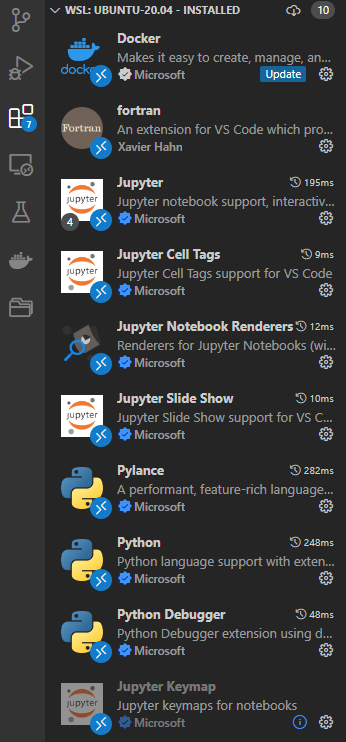 WSL: UBUNTU-20.04 - INSTALLED 10
Docker
Makes it easy to create, manage, an...
Microsoft Update
docker
fortran
An extension for VS Code which pro...
Xavier Hahn
Fortran
7
Jupyter 195ms
Jupyter notebook support, interactiv...
Microsoft
jupyter
4
Jupyter Cell Tags 9ms
Jupyter Cell Tags support for VS Code
Microsoft
jupyter
Jupyter Notebook Renderers 12ms
Renderers for Jupyter Notebooks (wi...
Microsoft
Jupyter Slide Show 10ms
Jupyter Slide Show support for VS C...
Microsoft
jupyter
Pylance 282ms
A performant, feature-rich language...
Microsoft
Python 248ms
Python language support with exten...
Microsoft
Python Debugger 48ms
Python Debugger extension using d...
Microsoft
Jupyter Keymap
Jupyter keymaps for notebooks
Microsoft
jupyter